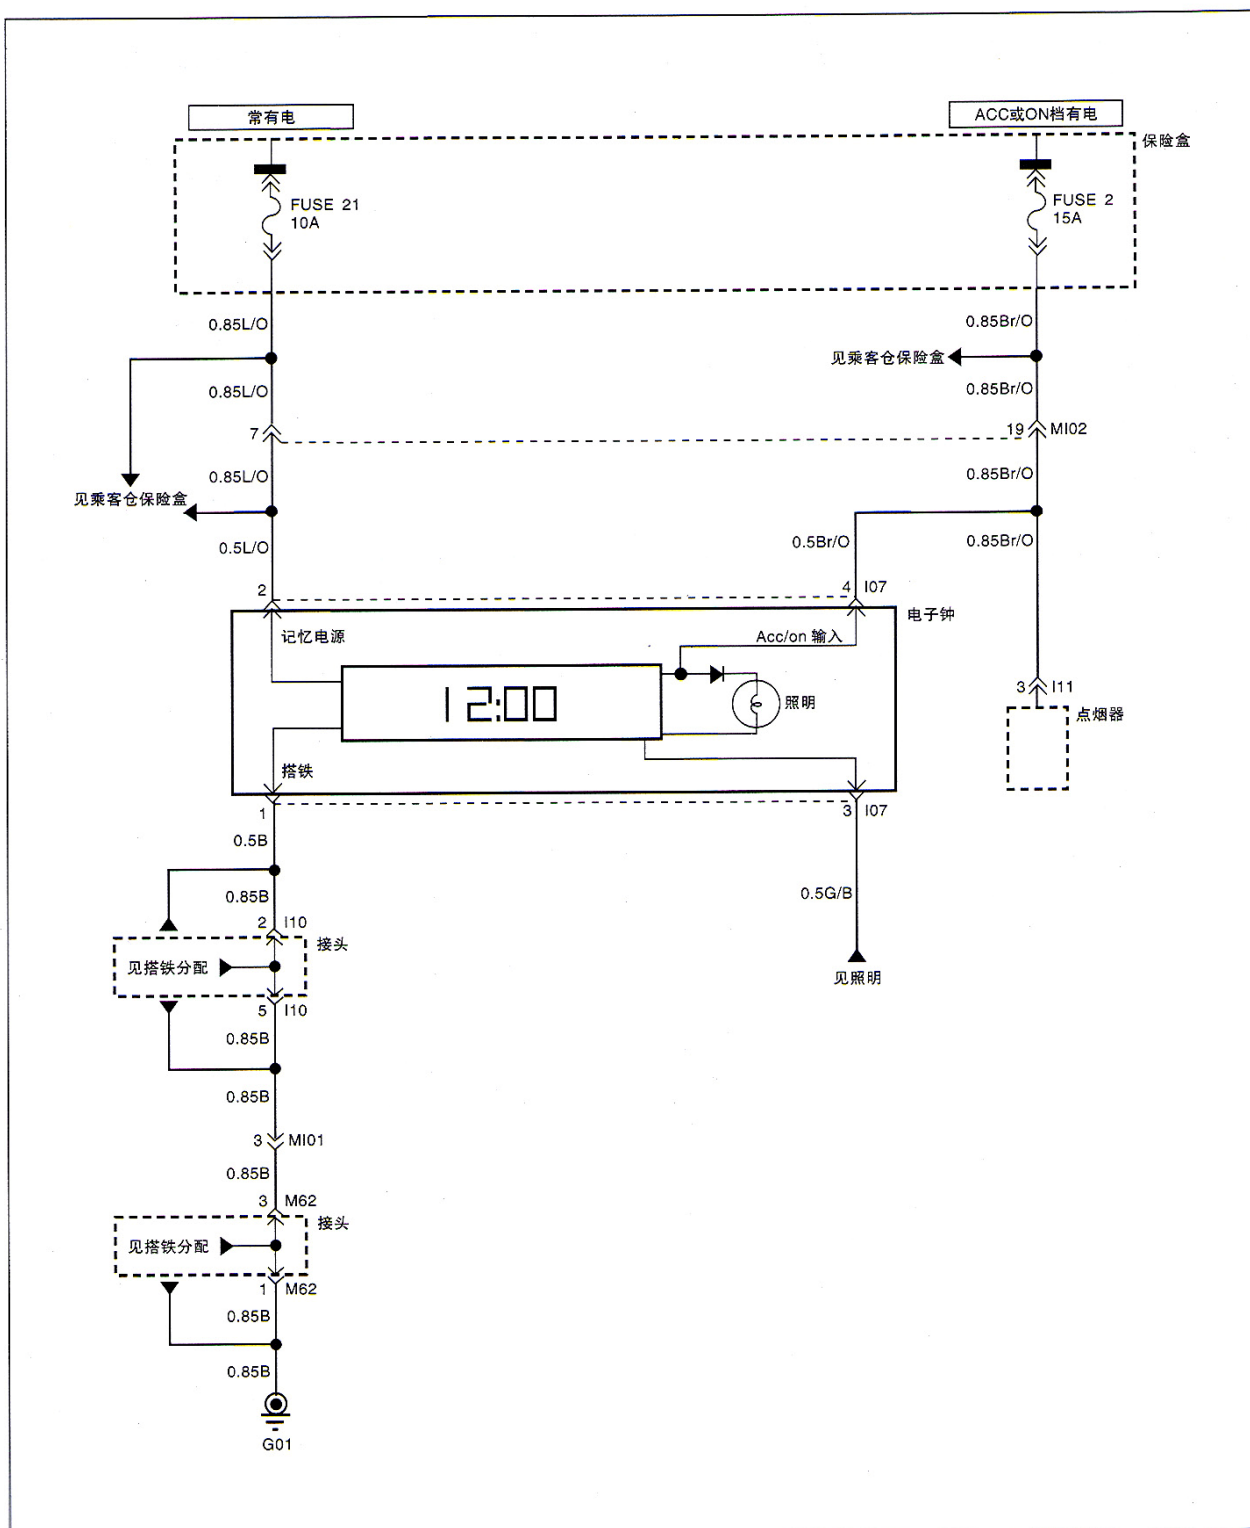 常有电
ACC或ON档有电
保险盒
FUSE 21
10A
FUSE 2
15A
0.85L/O
0.85Br/O
见乘客仓保险盒
0.85L/O
0.85Br/O
7
19
MI02
0.85L/O
0.85Br/O
见乘客仓保险盒
0.5L/O
0.5Br/O
0.85Br/O
2
4
I07
电子钟
记忆电源
Acc/on 输入
12:00
照明
3
I11
点烟器
搭铁
1
3
I07
0.5B
0.85B
0.5G/B
2
I10
接头
见搭铁分配
见照明
5
I10
0.85B
0.85B
3
MI01
0.85B
3
M62
接头
见搭铁分配
1
M62
0.85B
0.85B
G01